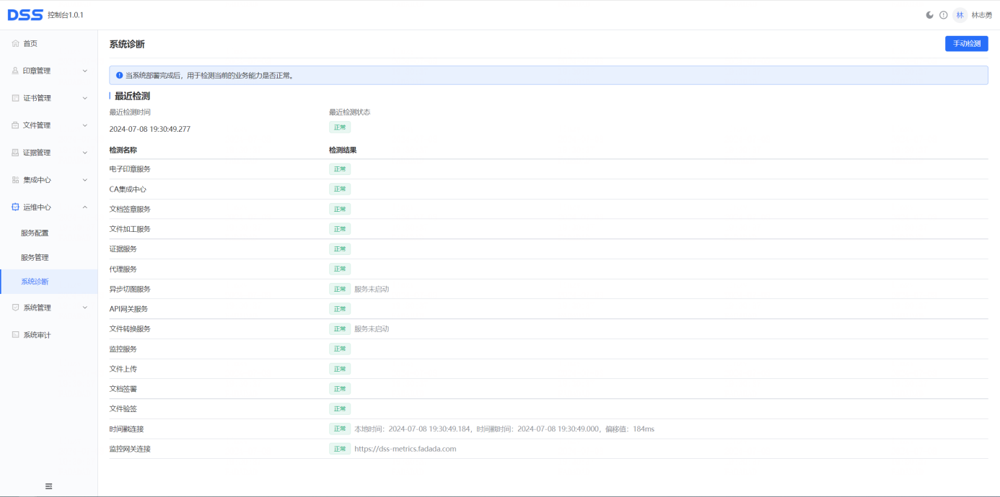 DSS 控制台1.0.1
林 林志勇
首页
印章管理
证书管理
文件管理
证据管理
集成中心
运维中心
服务配置
服务管理
系统诊断
系统管理
系统审计
系统诊断 手动检测
当系统部署完成后，用于检测当前的业务能力是否正常。
最近检测
最近检测时间 最近检测状态
2024-07-08 19:30:49.277 正常
检测名称 检测结果
电子印章服务 正常
CA集成中心 正常
文档签章服务 正常
文件加工服务 正常
证据服务 正常
代理服务 正常
异步切图服务 正常 服务未启动
API网关服务 正常
文件转换服务 正常 服务未启动
监控服务 正常
文件上传 正常
文档签署 正常
文件验签 正常
时间戳连接 正常 本地时间：2024-07-08 19:30:49.184，时间戳时间：2024-07-08 19:30:49.000，偏移值：184ms
监控网关连接 正常 https://dss-metrics.fadada.com